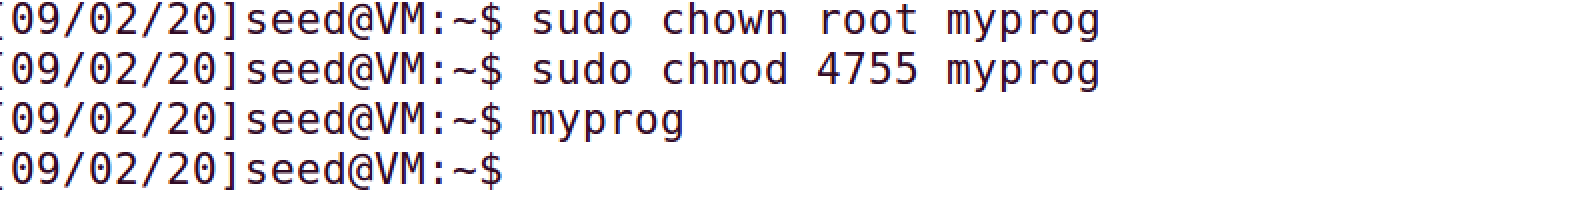 [09/02/20]seed@VM:~$ sudo chown root myprog
[09/02/20]seed@VM:~$ sudo chmod 4755 myprog
[09/02/20]seed@VM:~$ myprog
[09/02/20]seed@VM:~$